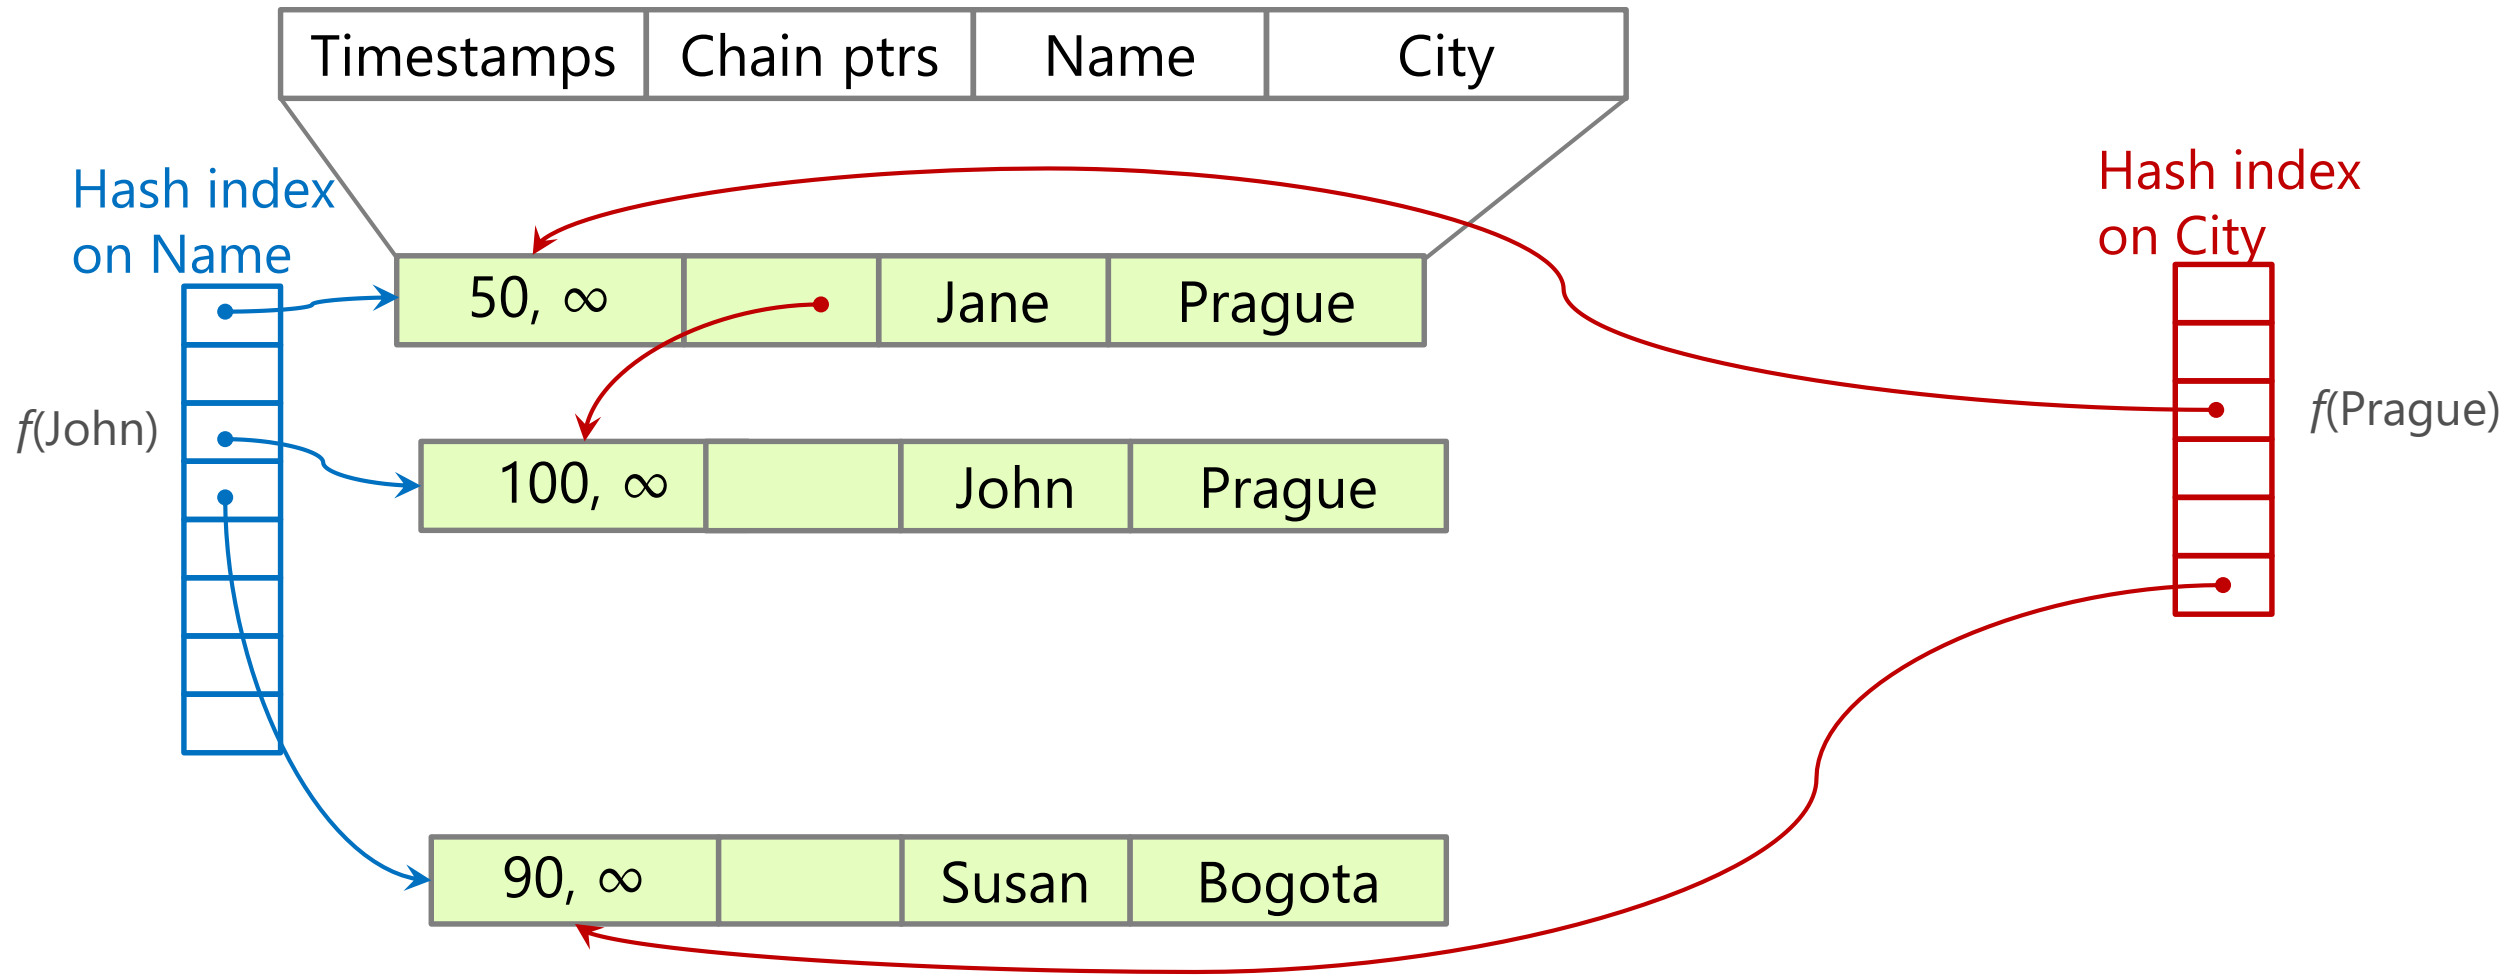 Timestamps Chain ptrs Name City
Hash index
on Name
Hash index
on City
50, ∞ Jane Prague
f(John)
f(Prague)
100, ∞ John Prague
90, ∞ Susan Bogota